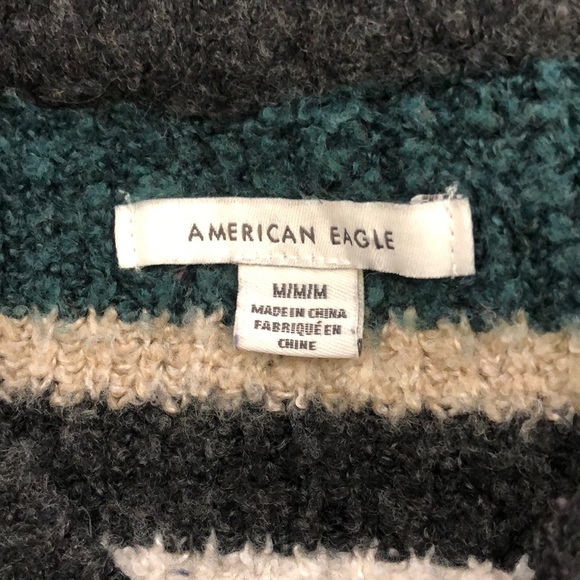 AMERICAN EAGLE
M/M/M
MADE IN CHINA
FABRIQUÉ EN
CHINE